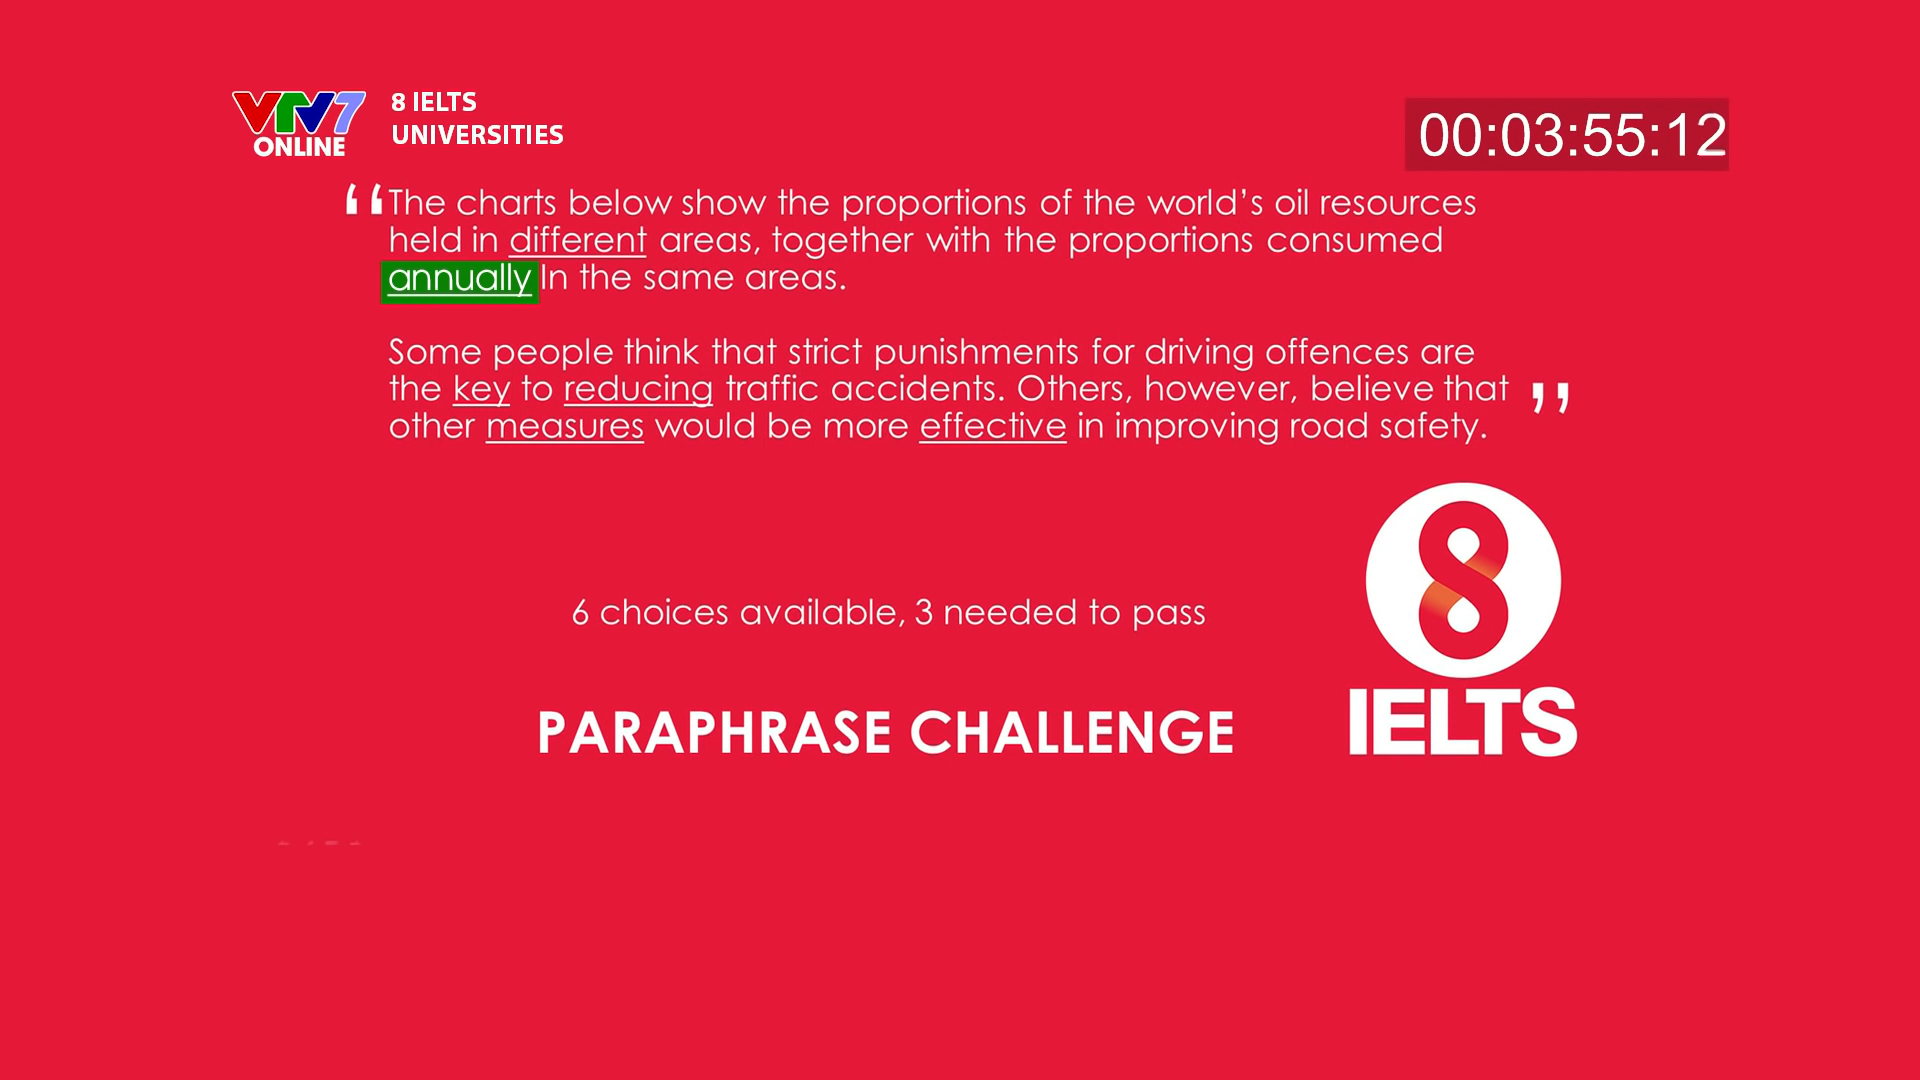 VTV7
ONLINE
8 IELTS
UNIVERSITIES
00:03:55:12
“The charts below show the proportions of the world’s oil resources
held in different areas, together with the proportions consumed
annually In the same areas.
Some people think that strict punishments for driving offences are
the key to reducing traffic accidents. Others, however, believe that
other measures would be more effective in improving road safety.”
6 choices available, 3 needed to pass
PARAPHRASE CHALLENGE
8
IELTS